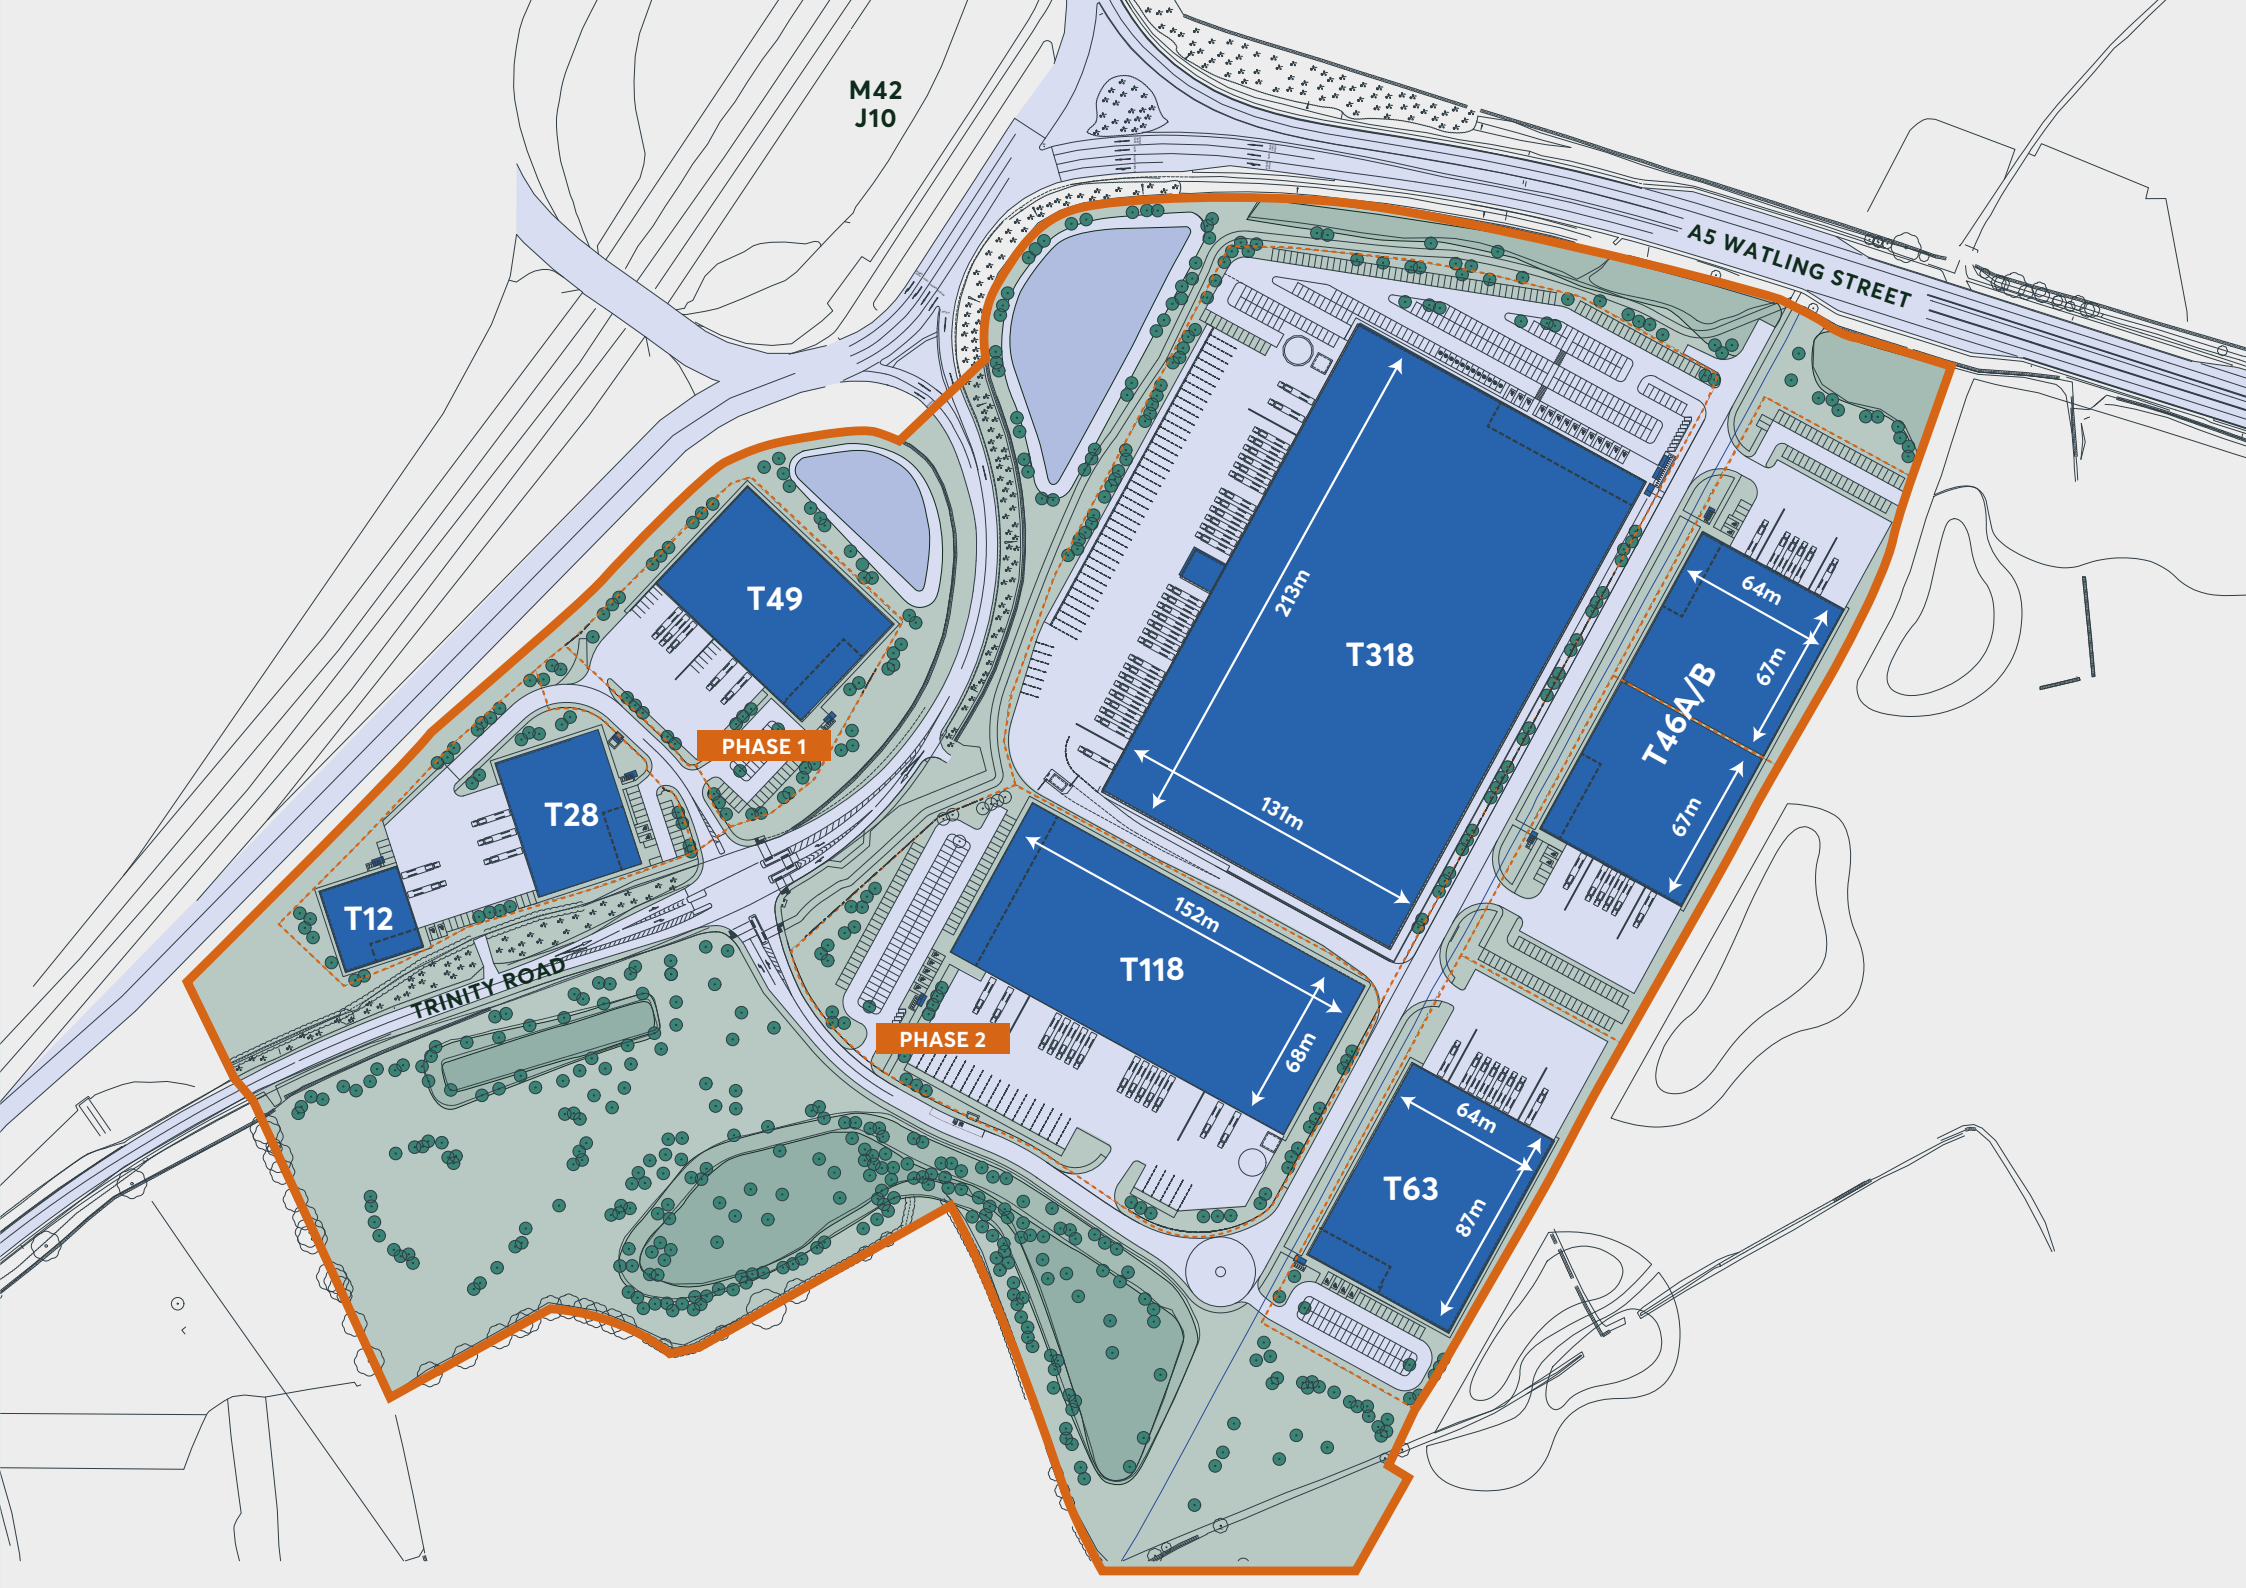 M42
J10
A5 WATLING STREET
T49
64m
213m
T318
67m
T46A/B
PHASE 1
T28
131m
67m
T12
152m
T118
TRINITY ROAD
PHASE 2
68m
64m
T63
87m